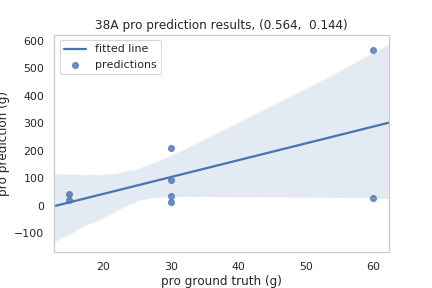 38A pro prediction results, (0.564, 0.144)
fitted line
predictions
pro prediction (g)
600
500
400
300
200
100
0
−100
20
30
40
50
60
pro ground truth (g)